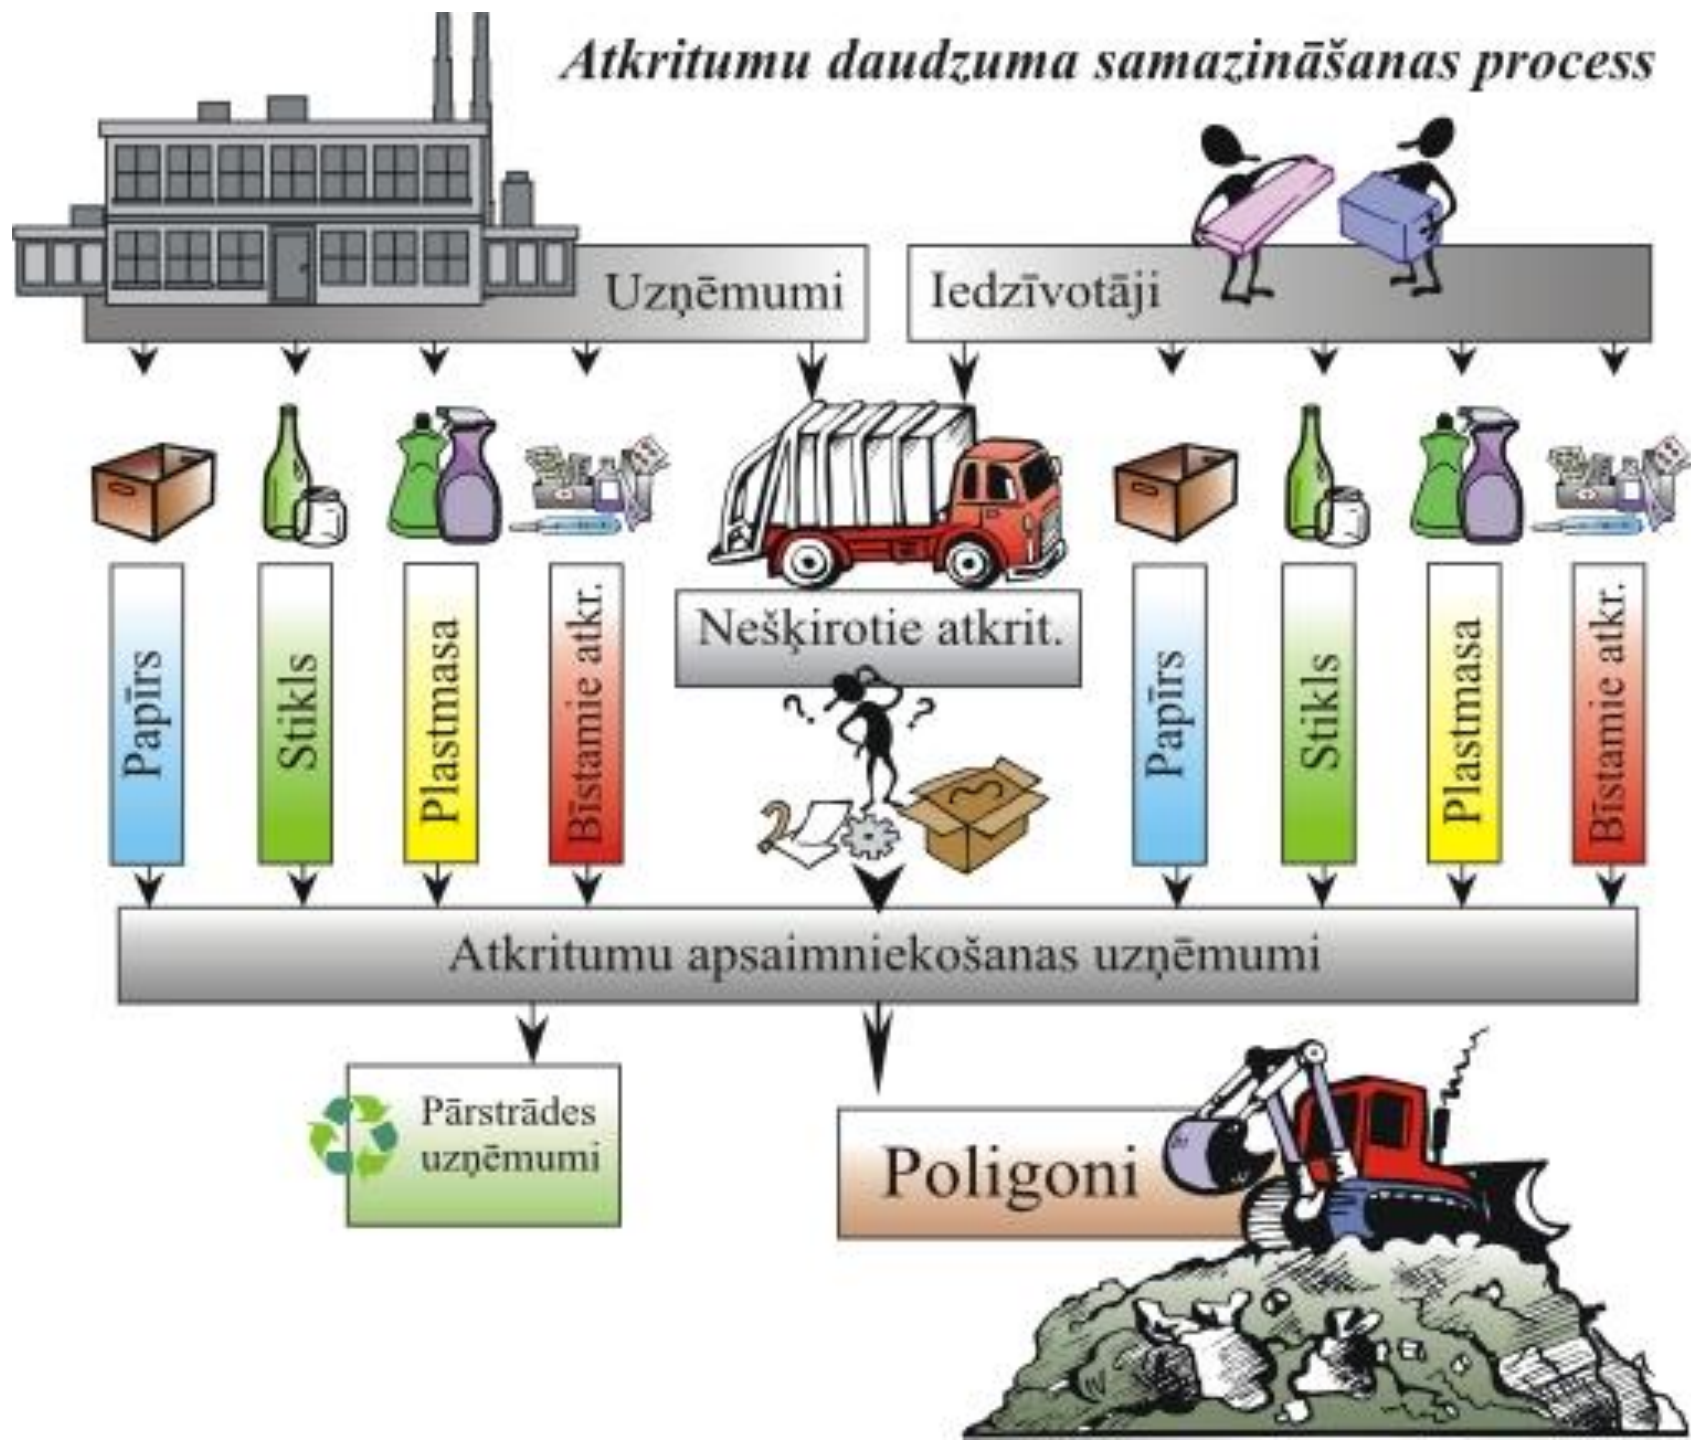 Atkritumu daudzuma samazināšanas process
Uzņēmumi
Iedzīvotāji
Papīrs
Stikls
Plastmasa
Bīstamie atkr.
Nešķirotie atkrit.
Papīrs
Stikls
Plastmasa
Bīstamie atkr.
? ?
Atkritumu apsaimniekošanas uzņēmumi
Pārstrādes
uzņēmumi
Poligoni